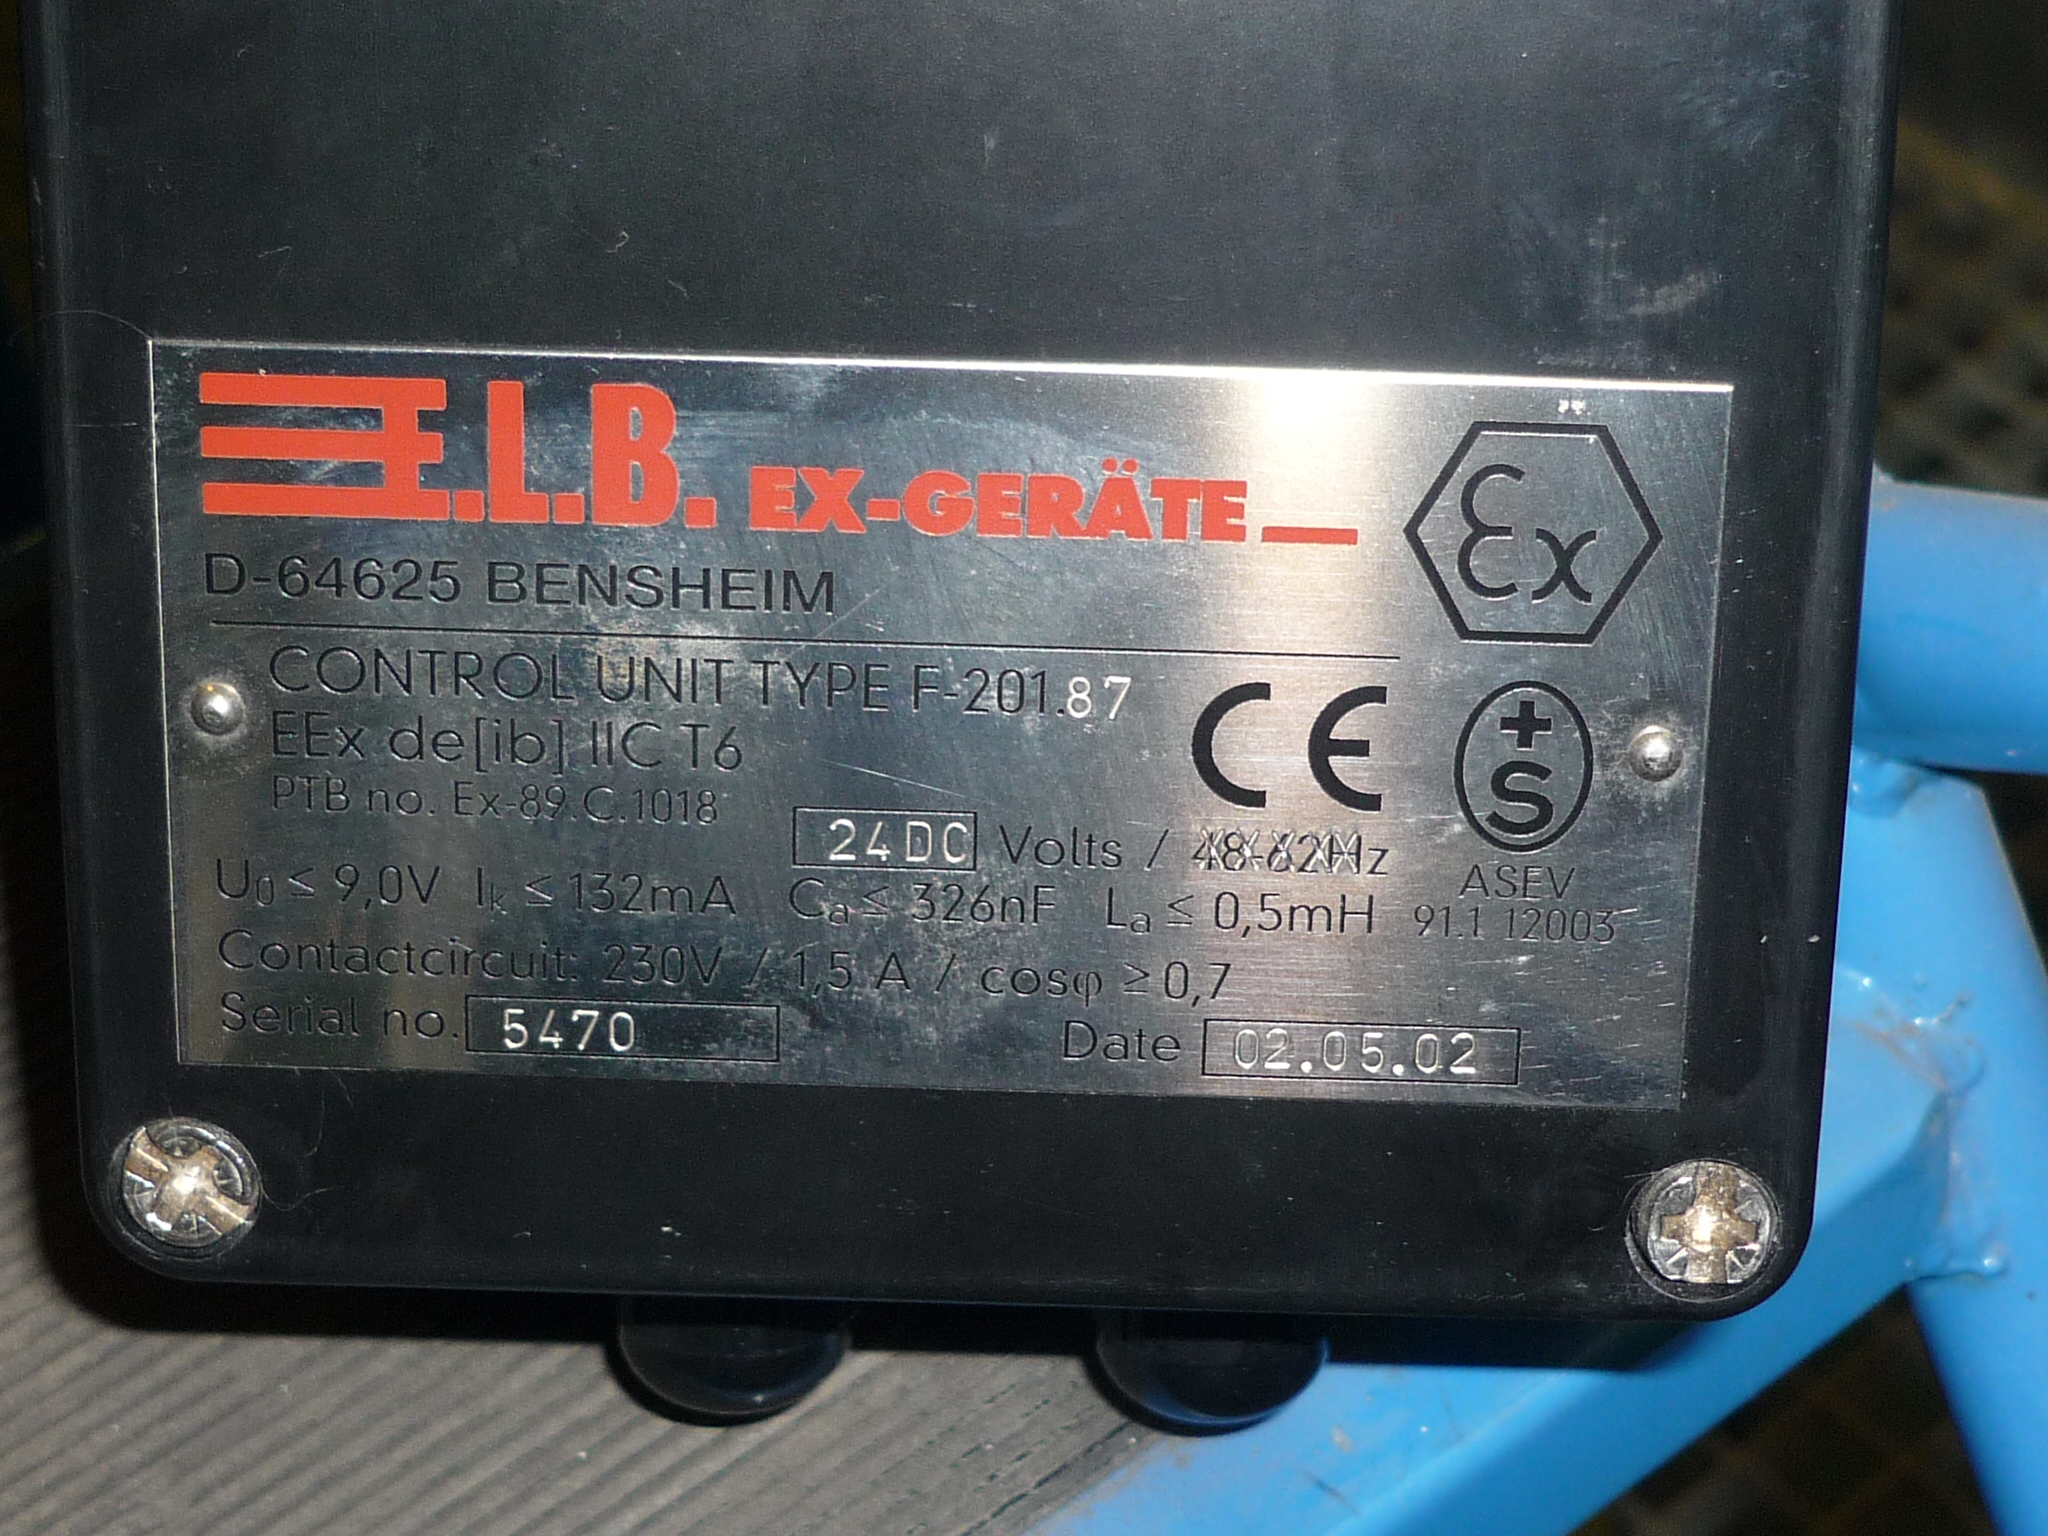 E.L.B. EX-GERÄTE
D-64625 BENSHEIM
Ex
CONTROL UNIT TYPE F-201.87
EEx de[ib] IIC T6
PTB no. Ex-89.C.1018
CE
+S
24DC Volts / 48-62Hz
ASEV
91.1 12003
U0 ≤ 9,0V Ik ≤ 132mA Ca ≤ 326nF La ≤ 0,5mH
Contactcircuit: 230V / 1,5 A / cosφ ≥ 0,7
Serial no. 5470
Date 02.05.02